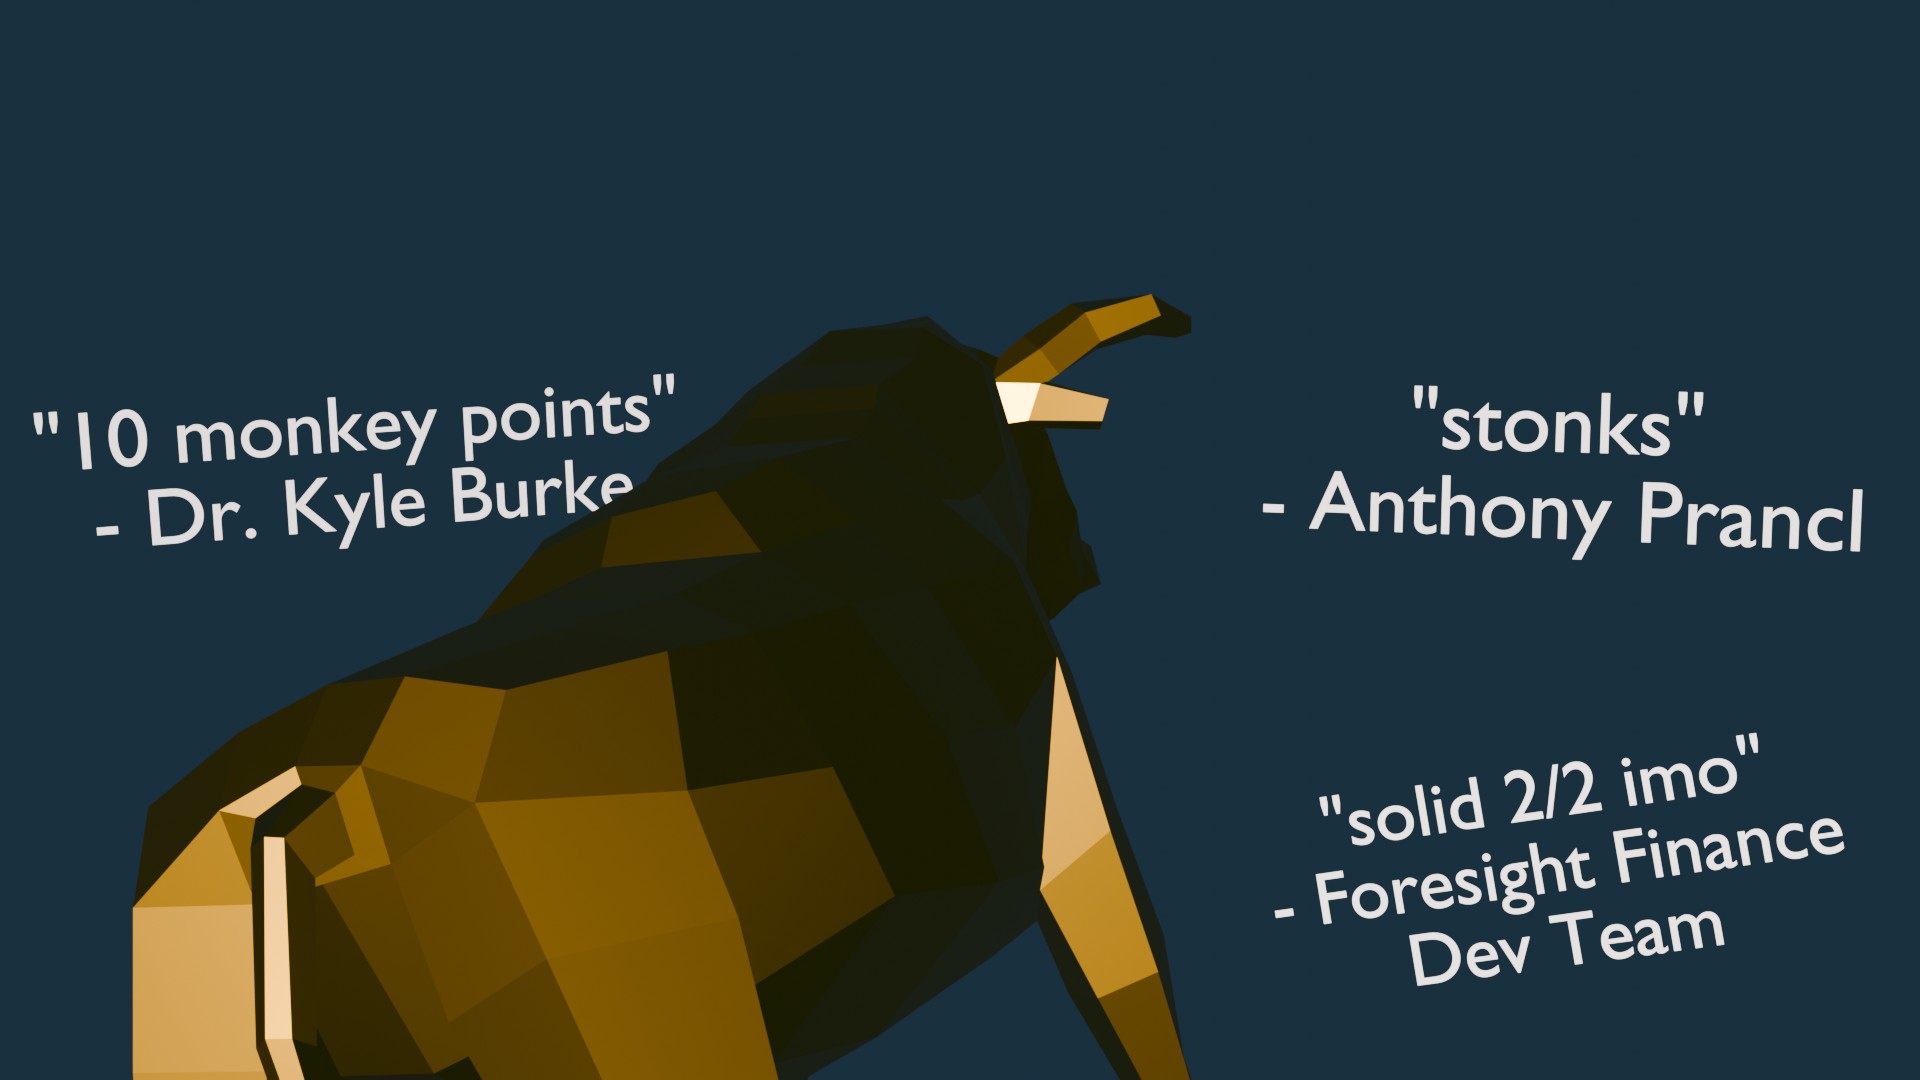 "10 monkey points"
- Dr. Kyle Burke
"stonks"
- Anthony Prancl
"solid 2/2 imo"
- Foresight Finance
Dev Team